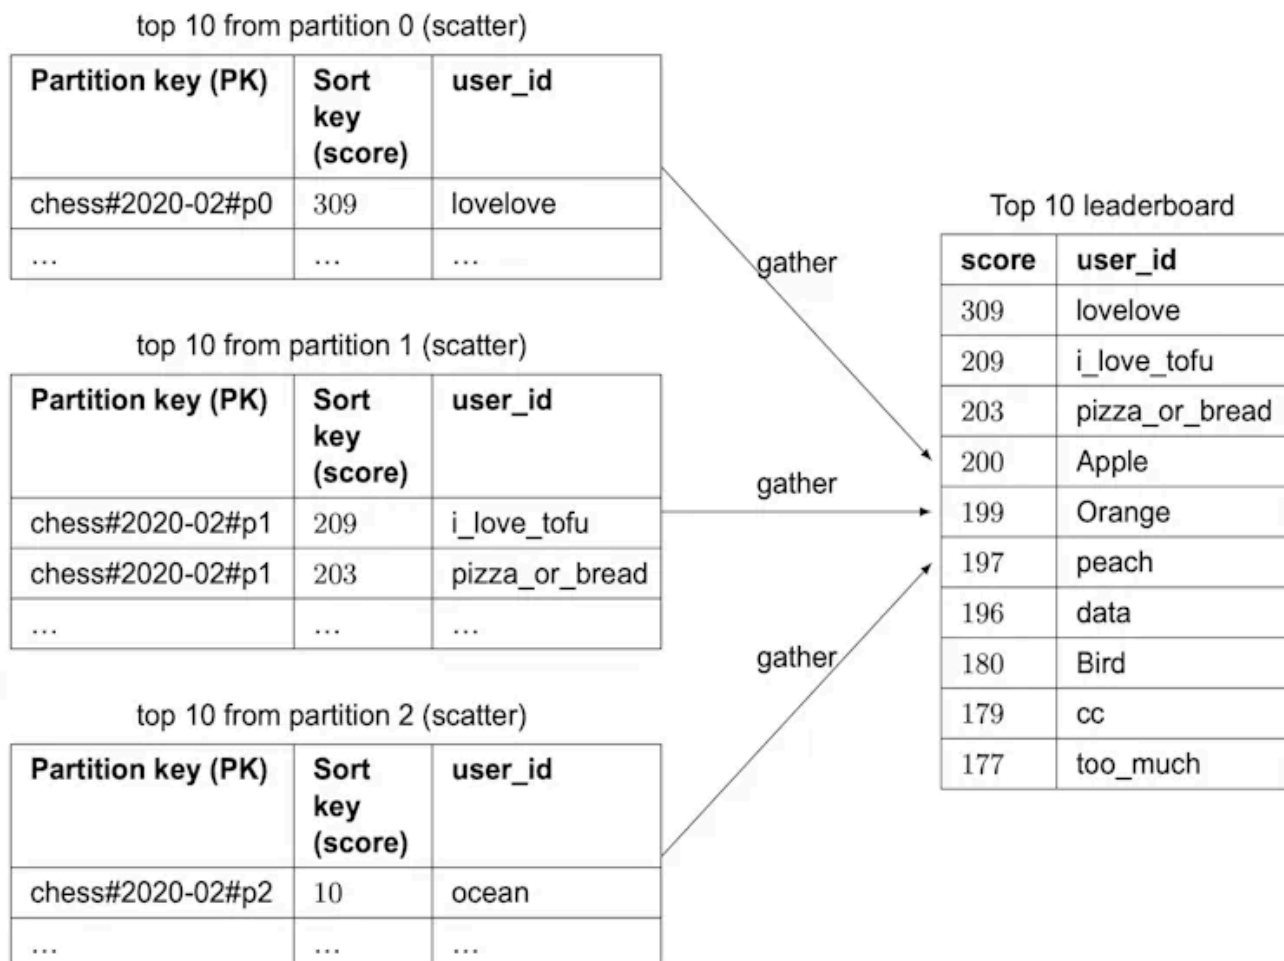 top 10 from partition 0 (scatter)
Partition key (PK) Sort key (score) user_id
chess#2020-02#p0 309 lovelove
... ... ...
top 10 from partition 1 (scatter)
Partition key (PK) Sort key (score) user_id
chess#2020-02#p1 209 i_love_tofu
chess#2020-02#p1 203 pizza_or_bread
... ... ...
top 10 from partition 2 (scatter)
Partition key (PK) Sort key (score) user_id
chess#2020-02#p2 10 ocean
... ... ...
gather
gather
gather
Top 10 leaderboard
score user_id
309 lovelove
209 i_love_tofu
203 pizza_or_bread
200 Apple
199 Orange
197 peach
196 data
180 Bird
179 cc
177 too_much